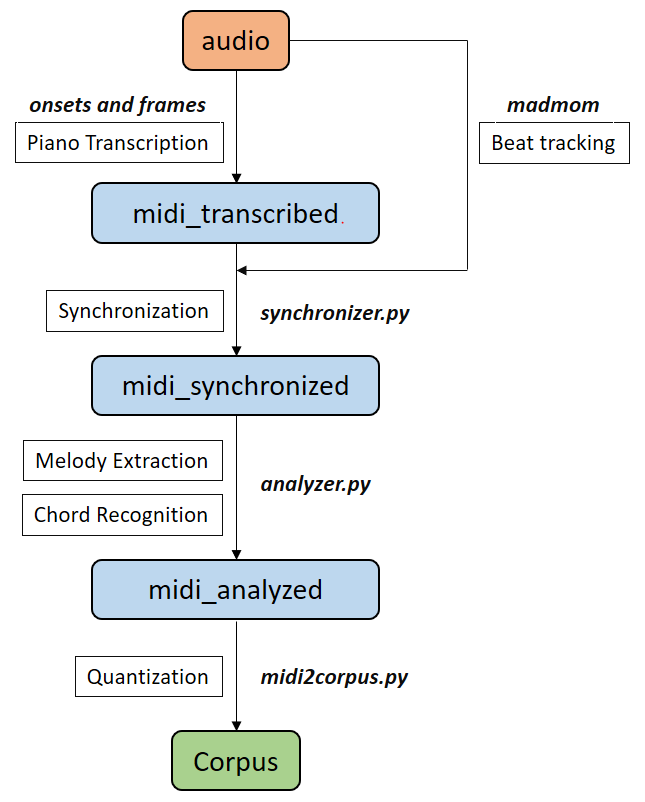 audio
onsets and frames
Piano Transcription
madmom
Beat tracking
midi_transcribed.
Synchronization
synchronizer.py
midi_synchronized
Melody Extraction
Chord Recognition
analyzer.py
midi_analyzed
Quantization
midi2corpus.py
Corpus